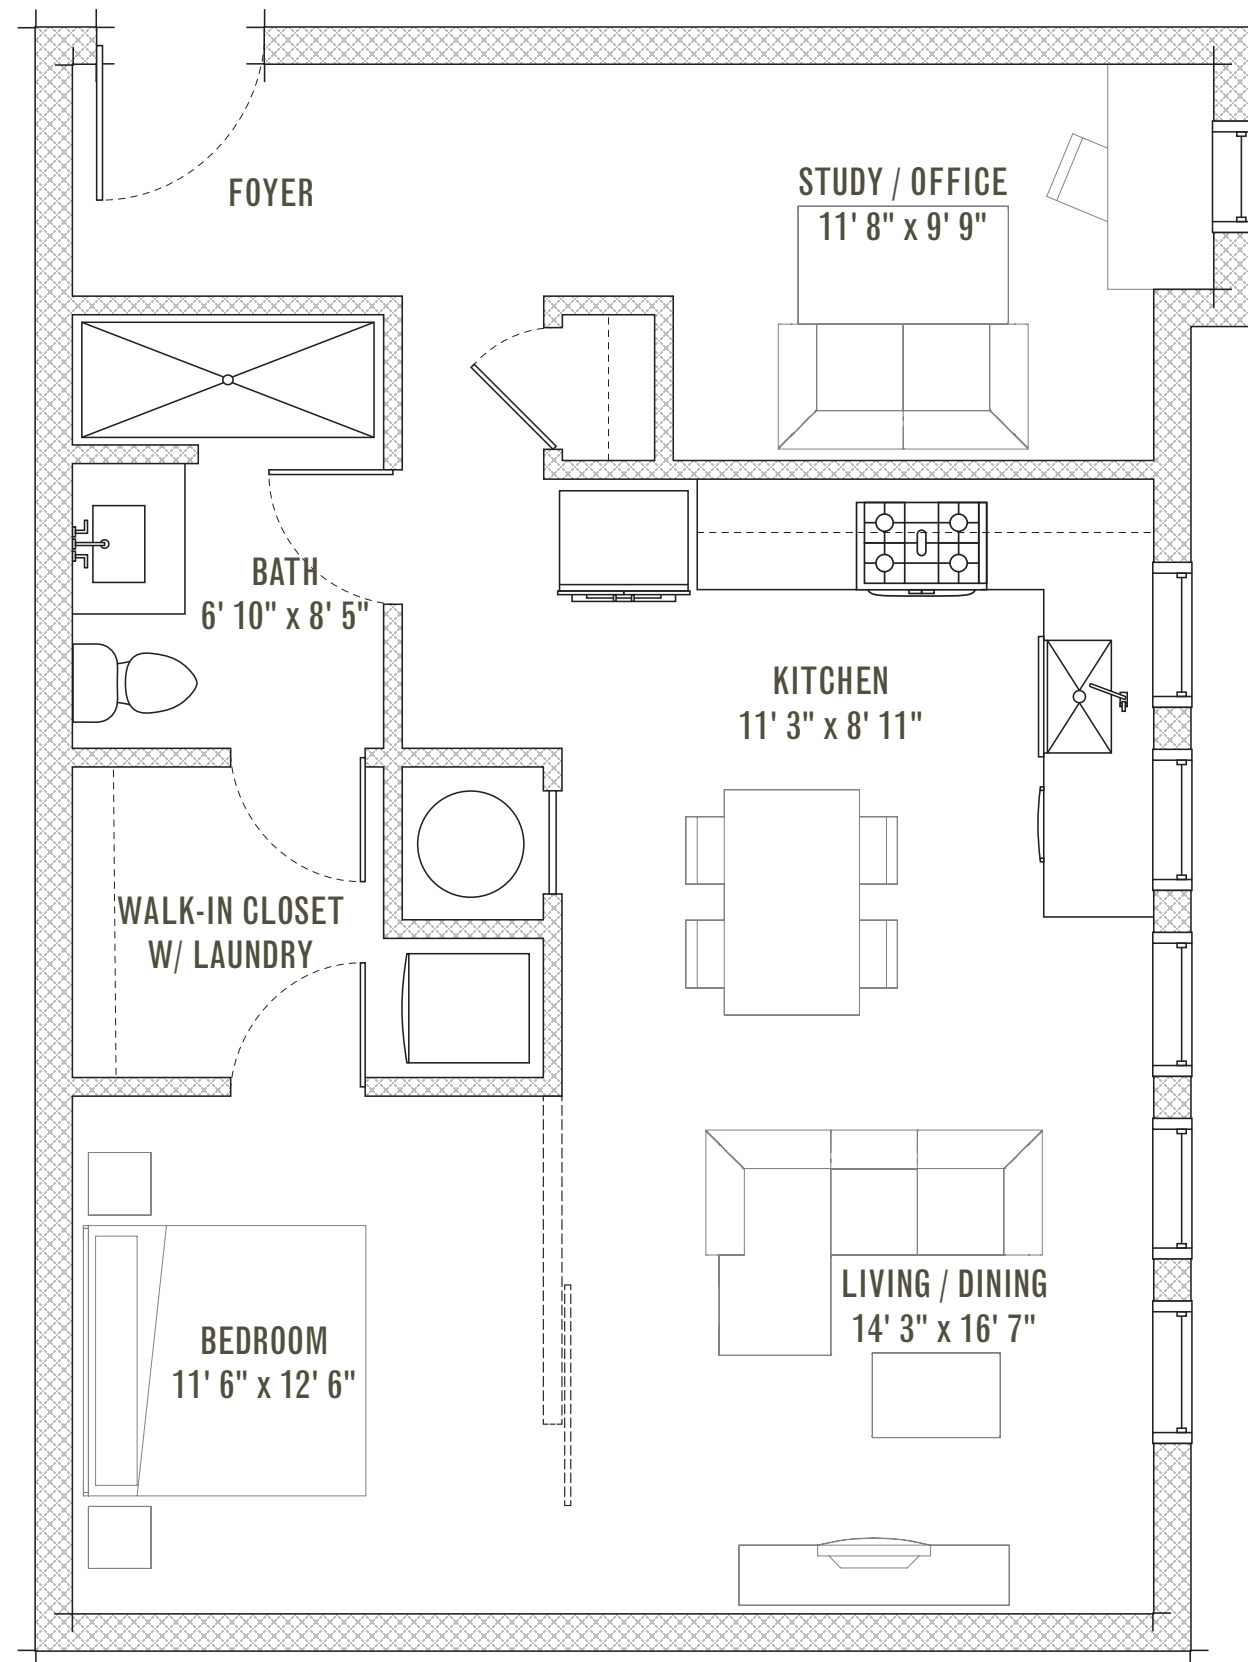 FOYER
STUDY / OFFICE
11' 8" x 9' 9"
BATH
6' 10" x 8' 5"
KITCHEN
11' 3" x 8' 11"
WALK-IN CLOSET
W/ LAUNDRY
LIVING / DINING
14' 3" x 16' 7"
BEDROOM
11' 6" x 12' 6"